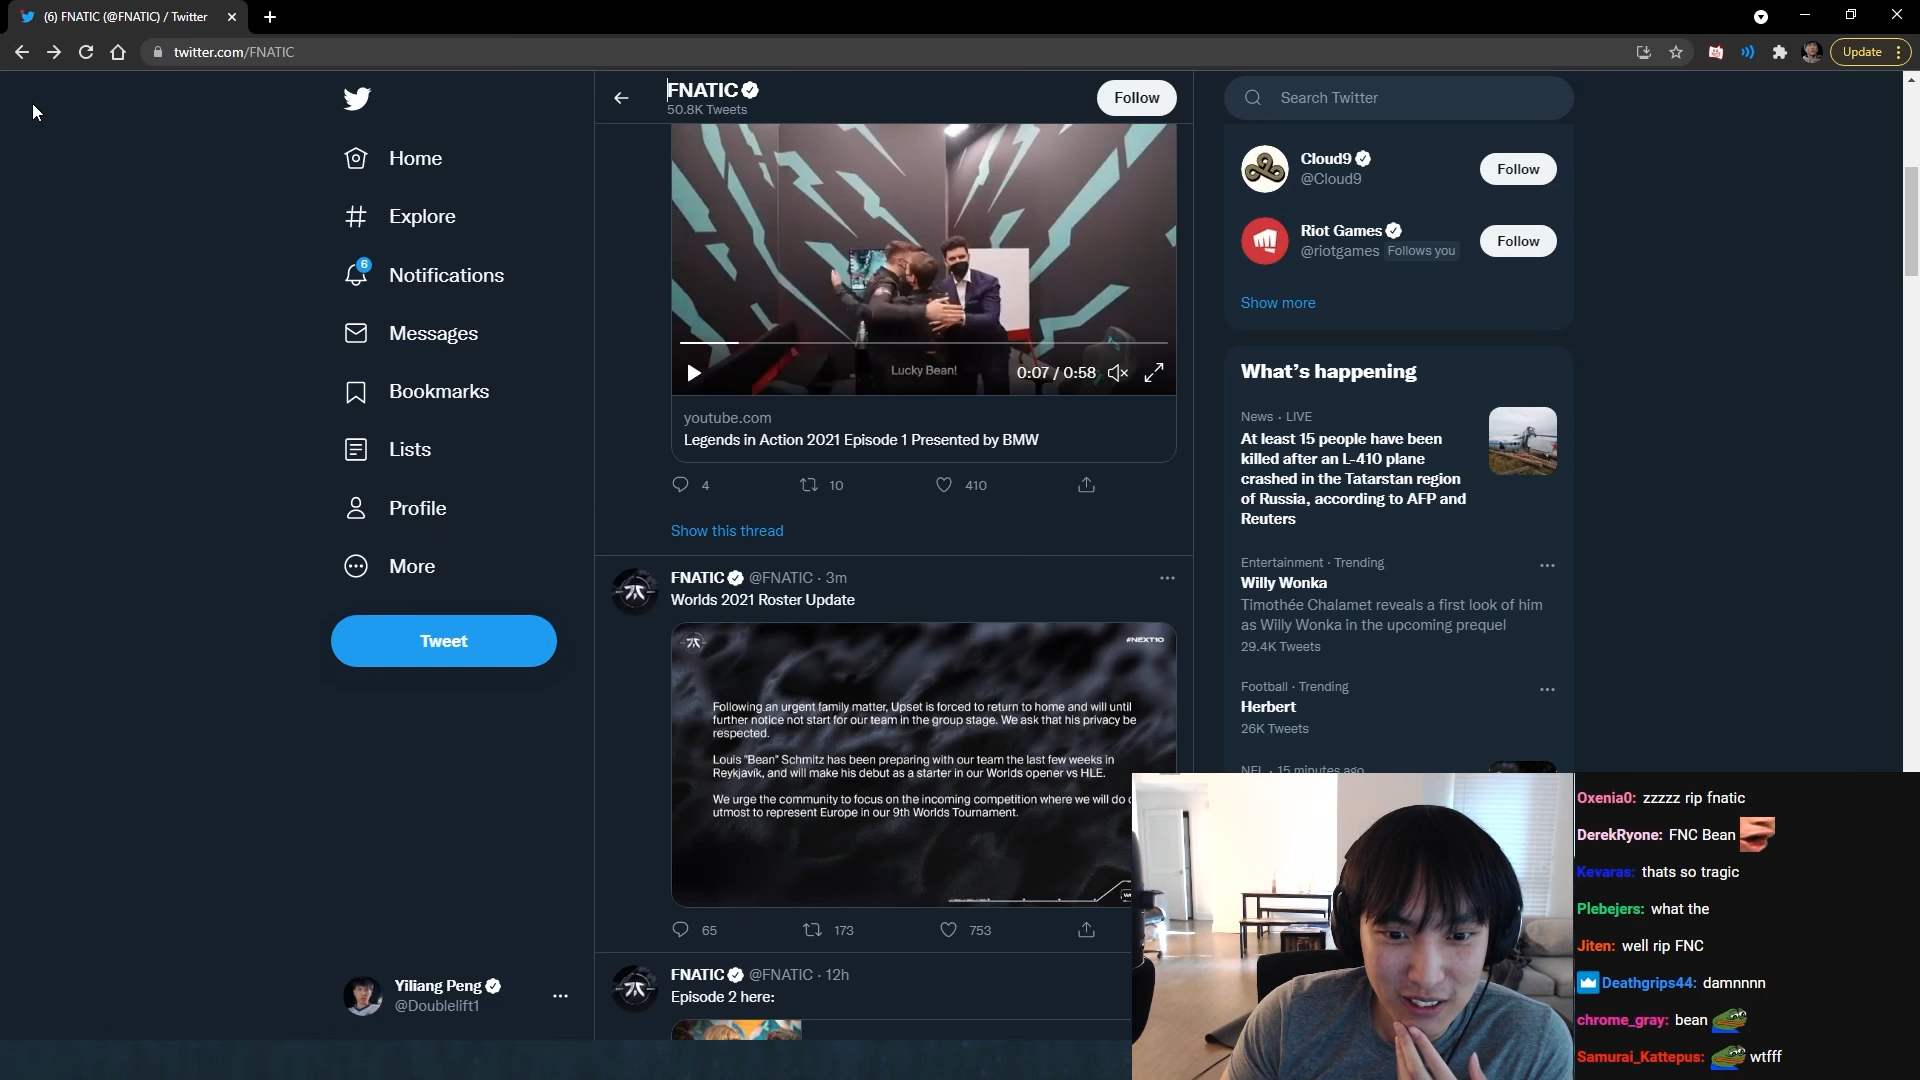 (6) FNATIC (@FNATIC) / Twitter
twitter.com/FNATIC
Update
Home
Explore
6
Notifications
Messages
Bookmarks
Lists
Profile
More
Tweet
Yiliang Peng
@Doublelift1
FNATIC
50.8K Tweets
Follow
Lucky Bean!
0:07 / 0:58
youtube.com
Legends in Action 2021 Episode 1 Presented by BMW
4 10 410
Show this thread
FNATIC @FNATIC · 3m
Worlds 2021 Roster Update
#NEXT10
Following an urgent family matter, Upset is forced to return to home and will until
further notice not start for our team in the group stage. We ask that his privacy be
respected.
Louis "Bean" Schmitz has been preparing with our team the last few weeks in
Reykjavík, and will make his debut as a starter in our Worlds opener vs HLE.
We urge the community to focus on the incoming competition where we will do
utmost to represent Europe in our 9th Worlds Tournament.
65 173 753
FNATIC @FNATIC · 12h
Episode 2 here:
Search Twitter
Cloud9
@Cloud9
Follow
Riot Games
@riotgames Follows you
Follow
Show more
What's happening
News · LIVE
At least 15 people have been
killed after an L-410 plane
crashed in the Tatarstan region
of Russia, according to AFP and
Reuters
Entertainment · Trending
Willy Wonka
Timothée Chalamet reveals a first look of him
as Willy Wonka in the upcoming prequel
29.4K Tweets
Football · Trending
Herbert
26K Tweets
NFL · 15 minutes ago
Oxenia0: zzzzz rip fnatic
DerekRyone: FNC Bean
Kevaras: thats so tragic
Plebejers: what the
Jiten: well rip FNC
Deathgrips44: damnnnn
chrome_gray: bean
Samurai_Kattepus: wtfff